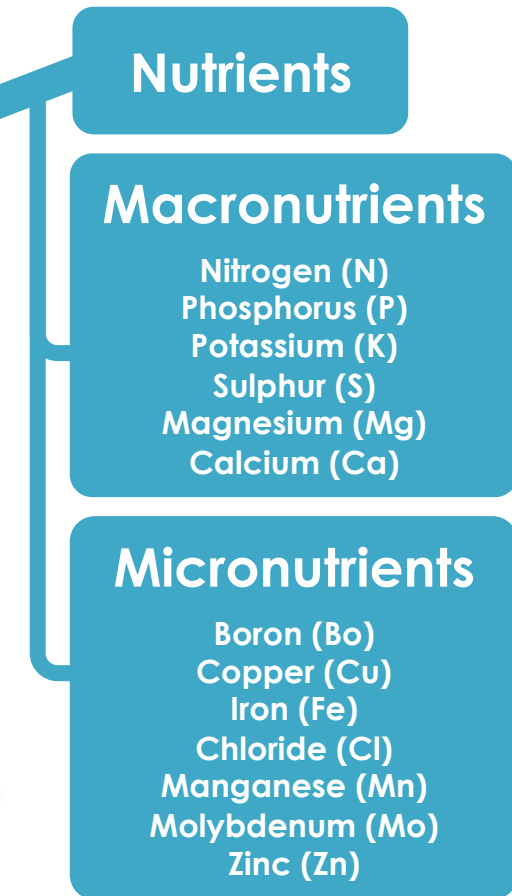 Nutrients
Macronutrients
Nitrogen (N)
Phosphorus (P)
Potassium (K)
Sulphur (S)
Magnesium (Mg)
Calcium (Ca)
Micronutrients
Boron (Bo)
Copper (Cu)
Iron (Fe)
Chloride (Cl)
Manganese (Mn)
Molybdenum (Mo)
Zinc (Zn)